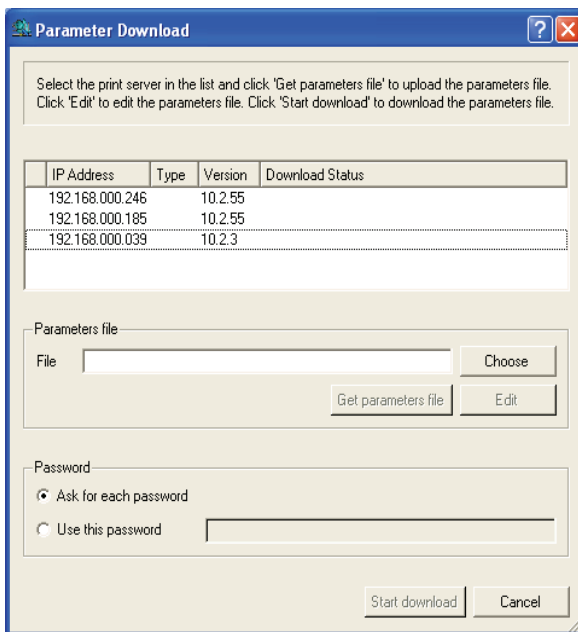 Parameter Download
Select the print server in the list and click 'Get parameters file' to upload the parameters file.
Click 'Edit' to edit the parameters file. Click 'Start download' to download the parameters file.
IP Address Type Version Download Status
192.168.000.246 10.2.55
192.168.000.185 10.2.55
192.168.000.039 10.2.3
Parameters file
File Choose
Get parameters file Edit
Password
Ask for each password
Use this password
Start download Cancel